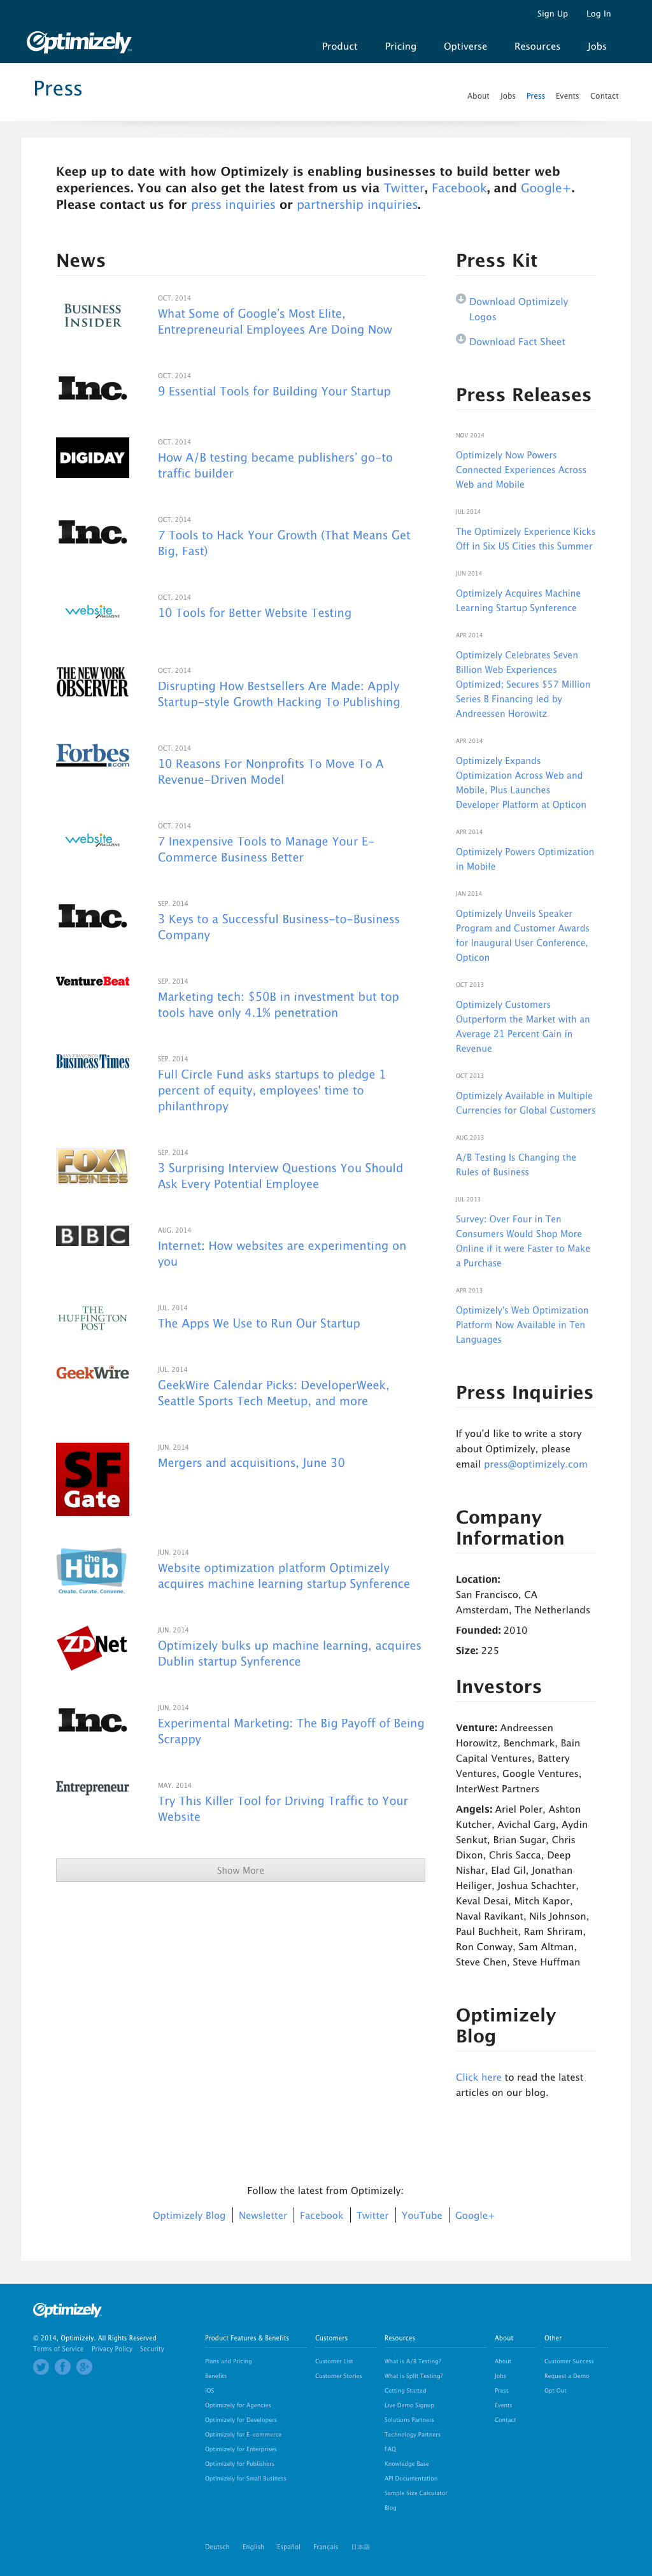 Sign Up Log In
Optimizely
Product Pricing Optiverse Resources Jobs
Press
About Jobs Press Events Contact
Keep up to date with how Optimizely is enabling businesses to build better web
experiences. You can also get the latest from us via Twitter, Facebook, and Google+.
Please contact us for press inquiries or partnership inquiries.
News
BUSINESS
INSIDER
OCT. 2014
What Some of Google's Most Elite,
Entrepreneurial Employees Are Doing Now
Inc.
OCT. 2014
9 Essential Tools for Building Your Startup
DIGIDAY
OCT. 2014
How A/B testing became publishers' go-to
traffic builder
Inc.
OCT. 2014
7 Tools to Hack Your Growth (That Means Get
Big, Fast)
website
MAGAZINE
OCT. 2014
10 Tools for Better Website Testing
THE NEW YORK
OBSERVER
OCT. 2014
Disrupting How Bestsellers Are Made: Apply
Startup-style Growth Hacking To Publishing
Forbes
.com
OCT. 2014
10 Reasons For Nonprofits To Move To A
Revenue-Driven Model
website
MAGAZINE
OCT. 2014
7 Inexpensive Tools to Manage Your E-
Commerce Business Better
Inc.
SEP. 2014
3 Keys to a Successful Business-to-Business
Company
VentureBeat
SEP. 2014
Marketing tech: $50B in investment but top
tools have only 4.1% penetration
SAN FRANCISCO
Business Times
SEP. 2014
Full Circle Fund asks startups to pledge 1
percent of equity, employees' time to
philanthropy
FOX
BUSINESS
SEP. 2014
3 Surprising Interview Questions You Should
Ask Every Potential Employee
BBC
AUG. 2014
Internet: How websites are experimenting on
you
THE
HUFFINGTON
POST
JUL. 2014
The Apps We Use to Run Our Startup
GeekWire
JUL. 2014
GeekWire Calendar Picks: DeveloperWeek,
Seattle Sports Tech Meetup, and more
SF
Gate
JUN. 2014
Mergers and acquisitions, June 30
the
Hub
Create. Curate. Convene.
JUN. 2014
Website optimization platform Optimizely
acquires machine learning startup Synference
ZDNet
JUN. 2014
Optimizely bulks up machine learning, acquires
Dublin startup Synference
Inc.
JUN. 2014
Experimental Marketing: The Big Payoff of Being
Scrappy
Entrepreneur
MAY. 2014
Try This Killer Tool for Driving Traffic to Your
Website
Show More
Press Kit
Download Optimizely
Logos
Download Fact Sheet
Press Releases
NOV 2014
Optimizely Now Powers
Connected Experiences Across
Web and Mobile
JUL 2014
The Optimizely Experience Kicks
Off in Six US Cities this Summer
JUN 2014
Optimizely Acquires Machine
Learning Startup Synference
APR 2014
Optimizely Celebrates Seven
Billion Web Experiences
Optimized; Secures $57 Million
Series B Financing led by
Andreessen Horowitz
APR 2014
Optimizely Expands
Optimization Across Web and
Mobile, Plus Launches
Developer Platform at Opticon
APR 2014
Optimizely Powers Optimization
in Mobile
JAN 2014
Optimizely Unveils Speaker
Program and Customer Awards
for Inaugural User Conference,
Opticon
OCT 2013
Optimizely Customers
Outperform the Market with an
Average 21 Percent Gain in
Revenue
OCT 2013
Optimizely Available in Multiple
Currencies for Global Customers
AUG 2013
A/B Testing Is Changing the
Rules of Business
JUL 2013
Survey: Over Four in Ten
Consumers Would Shop More
Online if it were Faster to Make
a Purchase
APR 2013
Optimizely's Web Optimization
Platform Now Available in Ten
Languages
Press Inquiries
If you'd like to write a story
about Optimizely, please
email press@optimizely.com
Company
Information
Location:
San Francisco, CA
Amsterdam, The Netherlands
Founded: 2010
Size: 225
Investors
Venture: Andreessen
Horowitz, Benchmark, Bain
Capital Ventures, Battery
Ventures, Google Ventures,
InterWest Partners
Angels: Ariel Poler, Ashton
Kutcher, Avichal Garg, Aydin
Senkut, Brian Sugar, Chris
Dixon, Chris Sacca, Deep
Nishar, Elad Gil, Jonathan
Heiliger, Joshua Schachter,
Keval Desai, Mitch Kapor,
Naval Ravikant, Nils Johnson,
Paul Buchheit, Ram Shriram,
Ron Conway, Sam Altman,
Steve Chen, Steve Huffman
Optimizely
Blog
Click here to read the latest
articles on our blog.
Follow the latest from Optimizely:
Optimizely Blog Newsletter Facebook Twitter YouTube Google+
Optimizely
© 2014, Optimizely. All Rights Reserved
Terms of Service Privacy Policy Security
Product Features & Benefits
Plans and Pricing
Benefits
iOS
Optimizely for Agencies
Optimizely for Developers
Optimizely for E-commerce
Optimizely for Enterprises
Optimizely for Publishers
Optimizely for Small Business
Customers
Customer List
Customer Stories
Resources
What is A/B Testing?
What is Split Testing?
Getting Started
Live Demo Signup
Solutions Partners
Technology Partners
FAQ
Knowledge Base
API Documentation
Sample Size Calculator
Blog
About
About
Jobs
Press
Events
Contact
Other
Customer Success
Request a Demo
Opt Out
Deutsch English Español Français 日本語